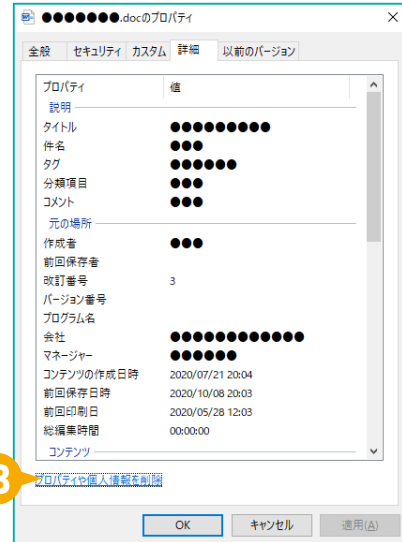 ●●●●●●●.docのプロパティ
全般 セキュリティ カスタム 詳細 以前のバージョン
プロパティ 値
説明
タイトル ●●●●●●●●●
件名 ●●●
タグ ●●●●●●
分類項目 ●●●
コメント ●●●
元の場所
作成者 ●●●
前回保存者
改訂番号 3
バージョン番号
プログラム名
会社 ●●●●●●●●●●●●
マネージャー ●●●●●●
コンテンツの作成日時 2020/07/21 20:04
前回保存日時 2020/10/08 20:03
前回印刷日 2020/05/28 12:03
総編集時間 00:00:00
コンテンツ
3
プロパティや個人情報を削除
OK キャンセル 適用(A)